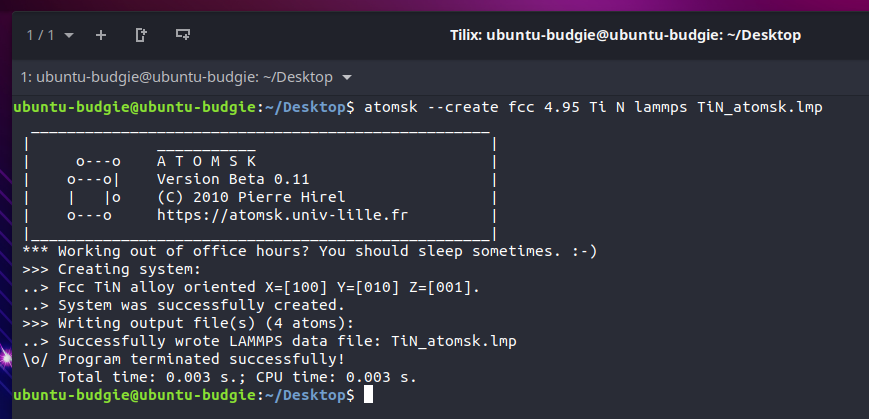 1 / 1
Tilix: ubuntu-budgie@ubuntu-budgie: ~/Desktop
1: ubuntu-budgie@ubuntu-budgie: ~/Desktop
ubuntu-budgie@ubuntu-budgie:~/Desktop$ atomsk --create fcc 4.95 Ti N lammps TiN_atomsk.lmp
 ___________________________________________________
|              ___________                          |
|     o---o    A T O M S K                          |
|    o---o|    Version Beta 0.11                    |
|    |   |o    (C) 2010 Pierre Hirel                |
|    o---o     https://atomsk.univ-lille.fr         |
|___________________________________________________|
*** Working out of office hours? You should sleep sometimes. :-)
>>> Creating system:
..> Fcc TiN alloy oriented X=[100] Y=[010] Z=[001].
..> System was successfully created.
>>> Writing output file(s) (4 atoms):
..> Successfully wrote LAMMPS data file: TiN_atomsk.lmp
\o/ Program terminated successfully!
    Total time: 0.003 s.; CPU time: 0.003 s.
ubuntu-budgie@ubuntu-budgie:~/Desktop$